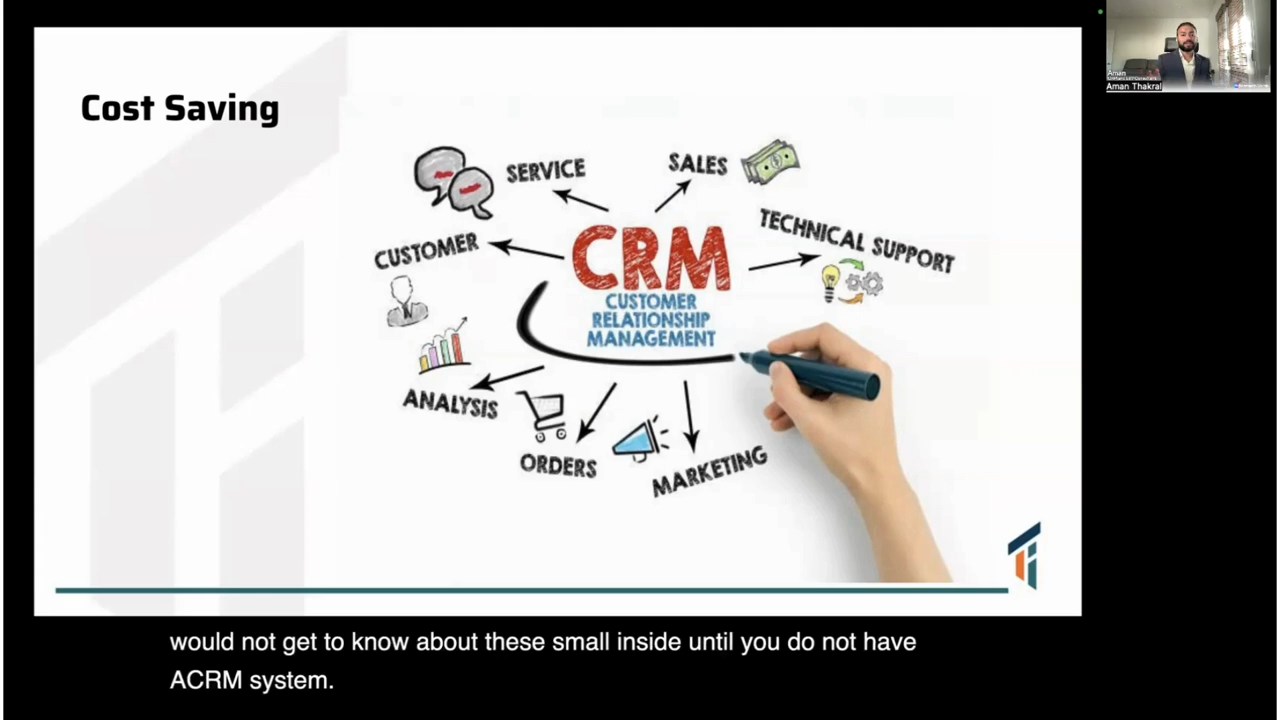 Cost Saving
SERVICE
SALES
TECHNICAL SUPPORT
CUSTOMER
CRM
CUSTOMER
RELATIONSHIP
MANAGEMENT
ANALYSIS
ORDERS
MARKETING
Aman
Aman Thakral
would not get to know about these small inside until you do not have
ACRM system.